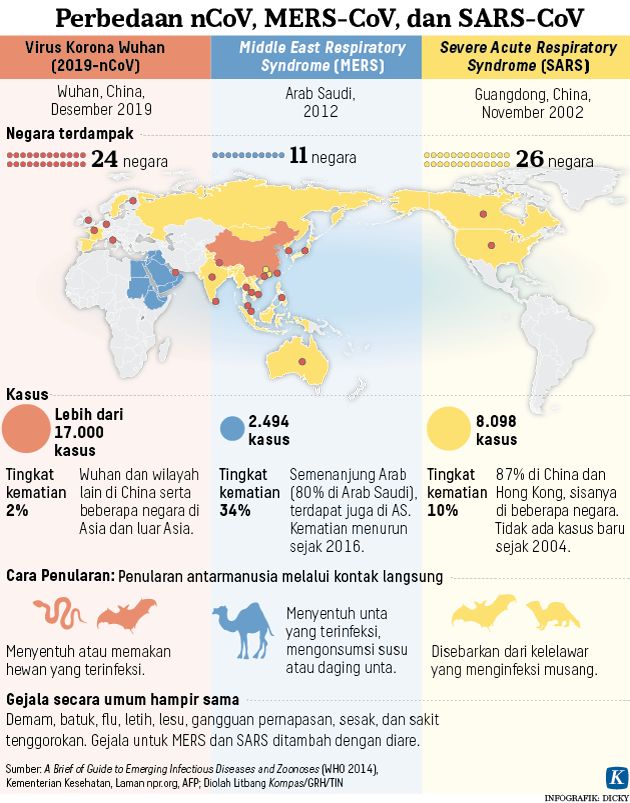 Perbedaan nCoV, MERS-CoV, dan SARS-CoV
Virus Korona Wuhan
(2019-nCoV)
Wuhan, China,
Desember 2019
Middle East Respiratory
Syndrome (MERS)
Arab Saudi,
2012
Severe Acute Respiratory
Syndrome (SARS)
Guangdong, China,
November 2002
Negara terdampak
24 negara
11 negara
26 negara
Kasus
Lebih dari
17.000
kasus
Tingkat
kematian
2%
Wuhan dan wilayah
lain di China serta
beberapa negara di
Asia dan luar Asia.
2.494
kasus
Tingkat
kematian
34%
Semenanjung Arab
(80% di Arab Saudi),
terdapat juga di AS.
Kematian menurun
sejak 2016.
8.098
kasus
Tingkat
kematian
10%
87% di China dan
Hong Kong, sisanya
di beberapa negara.
Tidak ada kasus baru
sejak 2004.
Cara Penularan: Penularan antarmanusia melalui kontak langsung
Menyentuh atau memakan
hewan yang terinfeksi.
Menyentuh unta
yang terinfeksi,
mengonsumsi susu
atau daging unta.
Disebarkan dari kelelawar
yang menginfeksi musang.
Gejala secara umum hampir sama
Demam, batuk, flu, letih, lesu, gangguan pernapasan, sesak, dan sakit
tenggorokan. Gejala untuk MERS dan SARS ditambah dengan diare.
Sumber: A Brief of Guide to Emerging Infectious Diseases and Zoonoses (WHO 2014),
Kementerian Kesehatan, Laman npr.org, AFP; Diolah Litbang Kompas/GRH/TIN
K
INFOGRAFIK: DICKY